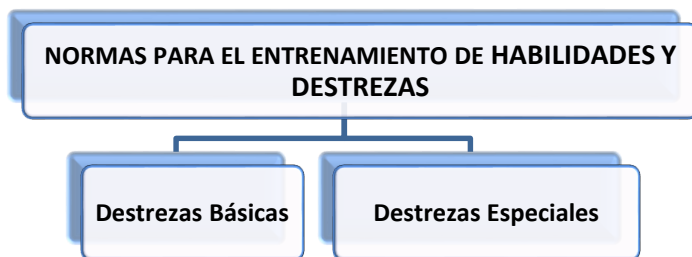 NORMAS PARA EL ENTRENAMIENTO DE HABILIDADES Y
DESTREZAS
Destrezas Básicas
Destrezas Especiales